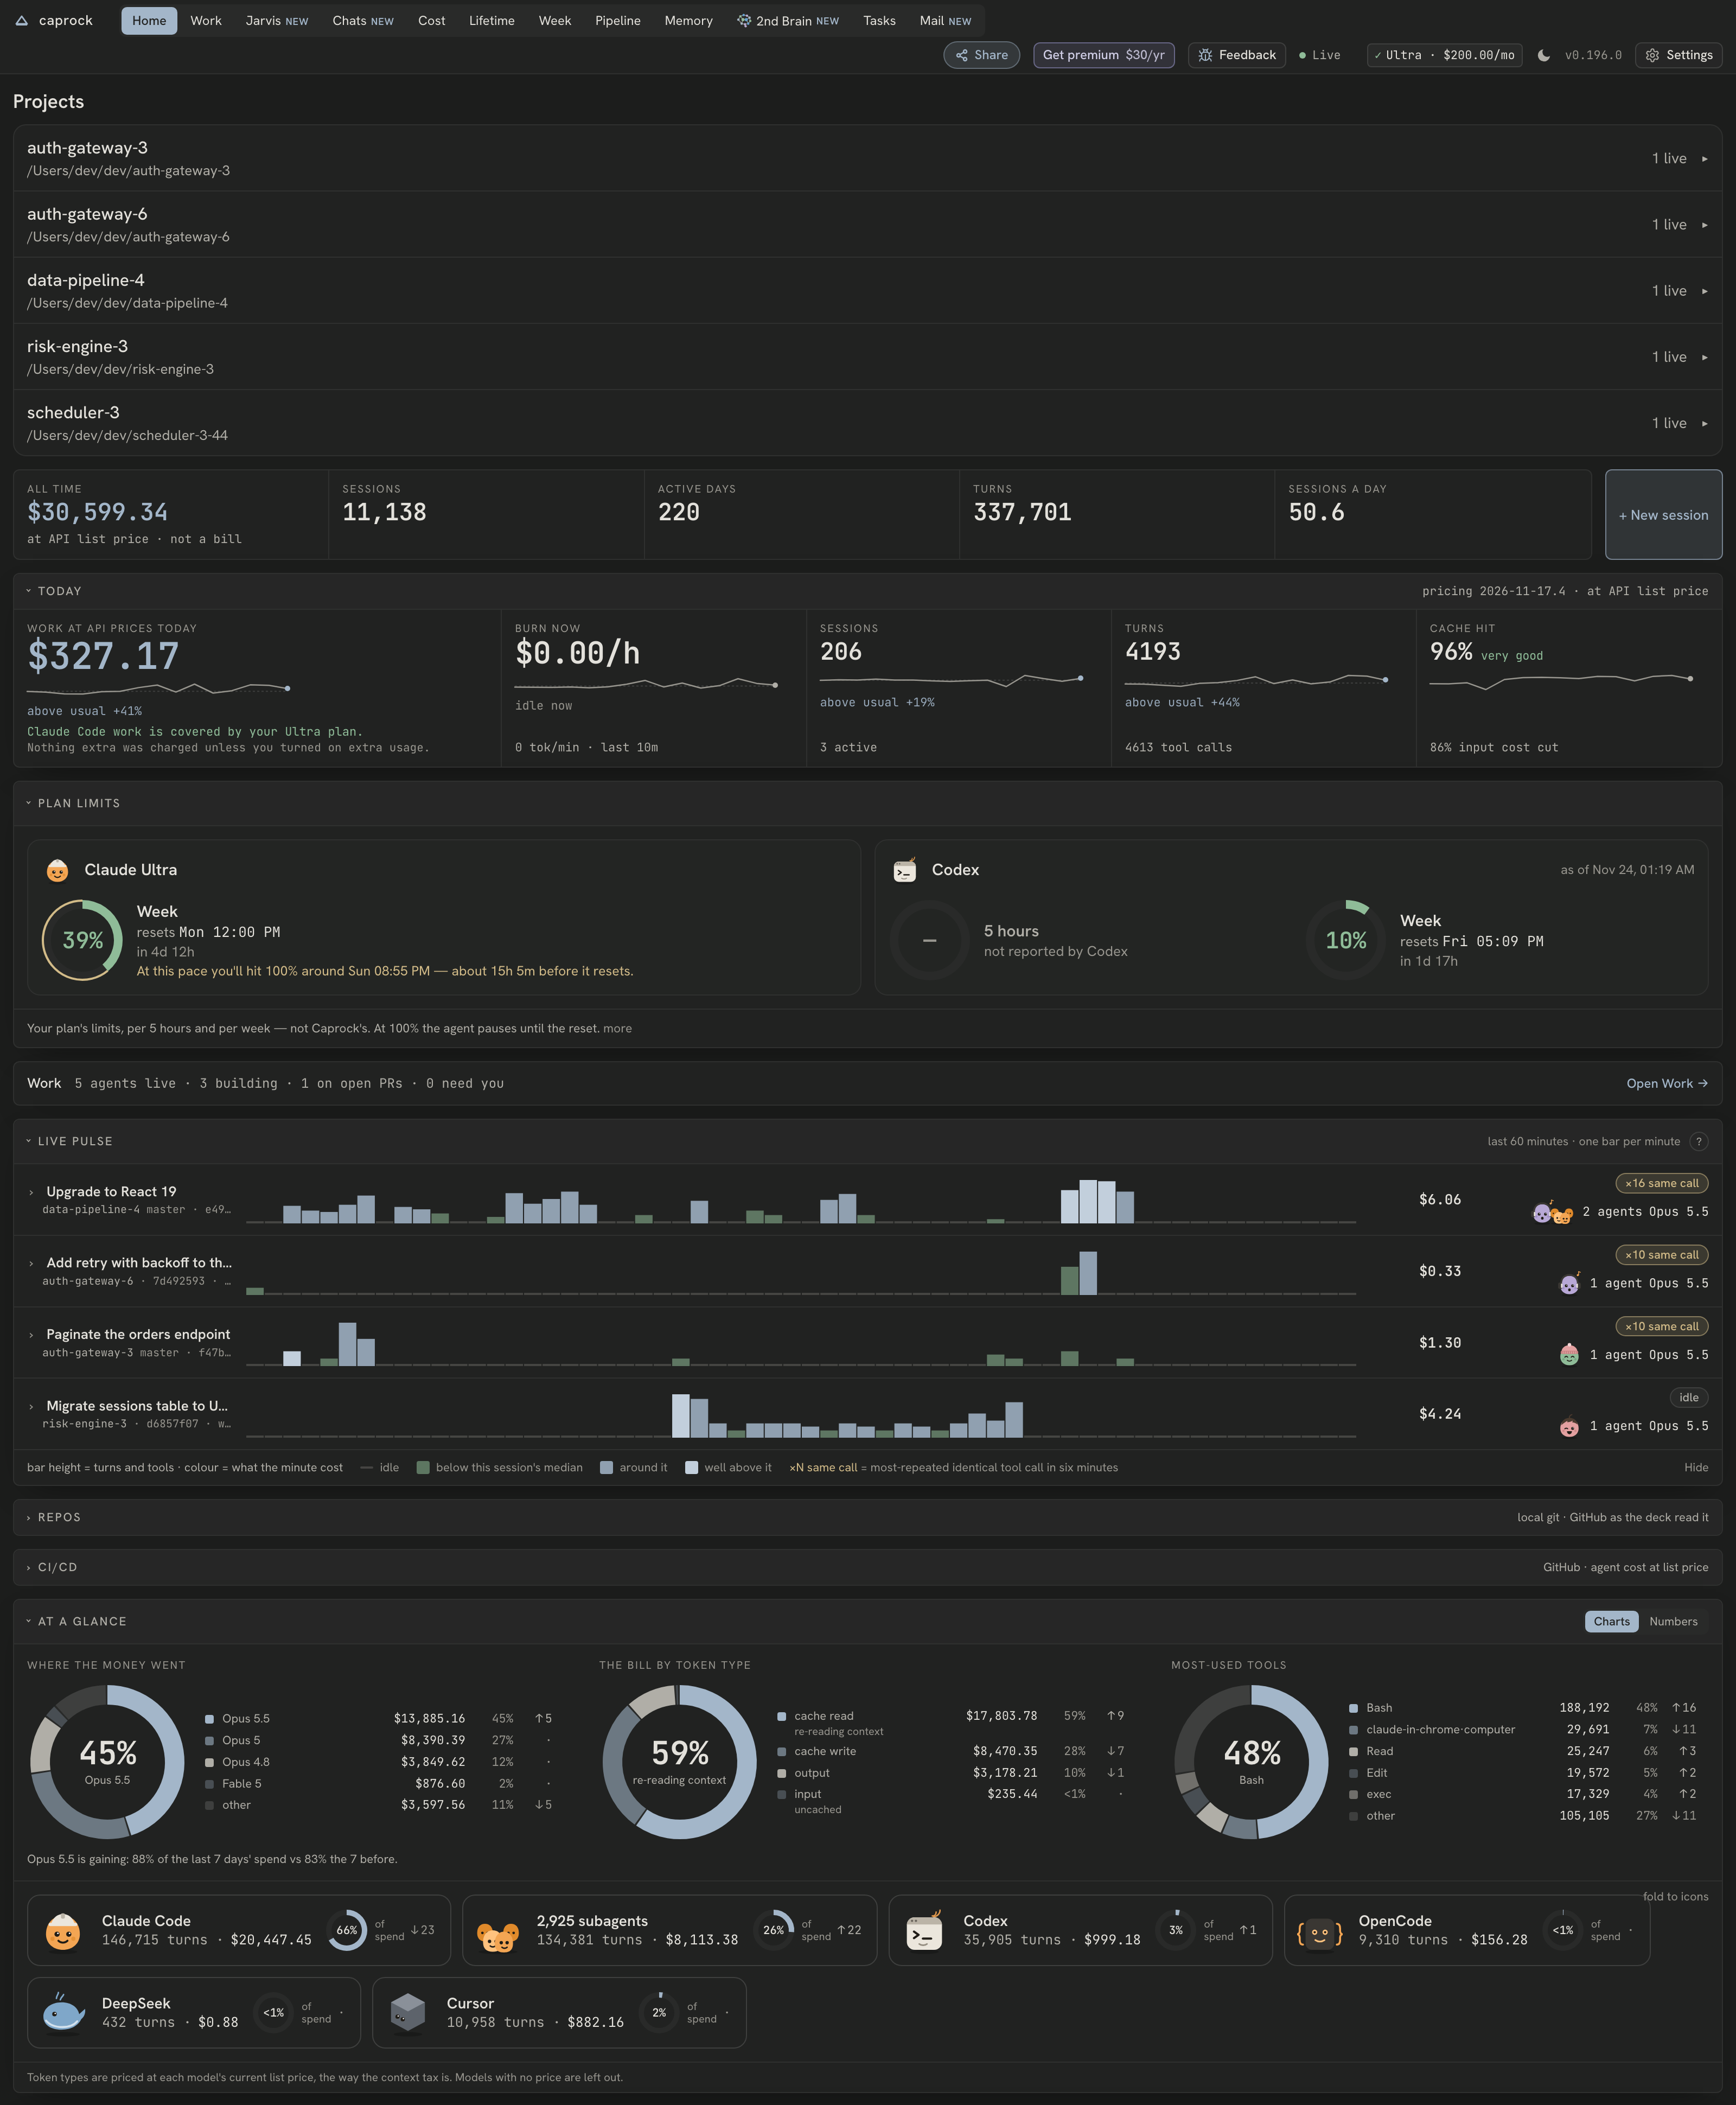 caprock
Home Work Jarvis NEW Chats NEW Cost Lifetime Week Pipeline Memory 2nd Brain NEW Tasks Mail NEW
Share Get premium $30/yr Feedback Live ✓ Ultra · $200.00/mo v0.196.0 Settings
Projects
auth-gateway-3
/Users/dev/dev/auth-gateway-3
1 live ▸
auth-gateway-6
/Users/dev/dev/auth-gateway-6
1 live ▸
data-pipeline-4
/Users/dev/dev/data-pipeline-4
1 live ▸
risk-engine-3
/Users/dev/dev/risk-engine-3
1 live ▸
scheduler-3
/Users/dev/dev/scheduler-3-44
1 live ▸
ALL TIME
$30,599.34
at API list price · not a bill
SESSIONS
11,138
ACTIVE DAYS
220
TURNS
337,701
SESSIONS A DAY
50.6
+ New session
TODAY
pricing 2026-11-17.4 · at API list price
WORK AT API PRICES TODAY
$327.17
above usual +41%
Claude Code work is covered by your Ultra plan.
Nothing extra was charged unless you turned on extra usage.
BURN NOW
$0.00/h
idle now
0 tok/min · last 10m
SESSIONS
206
above usual +19%
3 active
TURNS
4193
above usual +44%
4613 tool calls
CACHE HIT
96% very good
86% input cost cut
PLAN LIMITS
Claude Ultra
39%
Week
resets Mon 12:00 PM
in 4d 12h
At this pace you'll hit 100% around Sun 08:55 PM — about 15h 5m before it resets.
Codex
as of Nov 24, 01:19 AM
–
5 hours
not reported by Codex
10%
Week
resets Fri 05:09 PM
in 1d 17h
Your plan's limits, per 5 hours and per week — not Caprock's. At 100% the agent pauses until the reset. more
Work 5 agents live · 3 building · 1 on open PRs · 0 need you
Open Work →
LIVE PULSE
last 60 minutes · one bar per minute ?
Upgrade to React 19
data-pipeline-4 master · e49…
$6.06
×16 same call
2 agents Opus 5.5
Add retry with backoff to th…
auth-gateway-6 · 7d492593 · …
$0.33
×10 same call
1 agent Opus 5.5
Paginate the orders endpoint
auth-gateway-3 master · f47b…
$1.30
×10 same call
1 agent Opus 5.5
Migrate sessions table to U…
risk-engine-3 · d6857f07 · w…
$4.24
idle
1 agent Opus 5.5
bar height = turns and tools · colour = what the minute cost idle below this session's median around it well above it ×N same call = most-repeated identical tool call in six minutes Hide
REPOS
local git · GitHub as the deck read it
CI/CD
GitHub · agent cost at list price
AT A GLANCE
Charts Numbers
WHERE THE MONEY WENT
45%
Opus 5.5
Opus 5.5 $13,885.16 45% ↑5
Opus 5 $8,390.39 27% ·
Opus 4.8 $3,849.62 12% ·
Fable 5 $876.60 2% ·
other $3,597.56 11% ↓5
Opus 5.5 is gaining: 88% of the last 7 days' spend vs 83% the 7 before.
THE BILL BY TOKEN TYPE
59%
re-reading context
cache read $17,803.78 59% ↑9
re-reading context
cache write $8,470.35 28% ↓7
output $3,178.21 10% ↓1
input $235.44 <1% ·
uncached
MOST-USED TOOLS
48%
Bash
Bash 188,192 48% ↑16
claude-in-chrome·computer 29,691 7% ↓11
Read 25,247 6% ↑3
Edit 19,572 5% ↑2
exec 17,329 4% ↑2
other 105,105 27% ↓11
fold to icons
Claude Code
146,715 turns · $20,447.45
66%
of spend ↓23
2,925 subagents
134,381 turns · $8,113.38
26%
of spend ↑22
Codex
35,905 turns · $999.18
3%
of spend ↑1
OpenCode
9,310 turns · $156.28
<1%
of spend ·
DeepSeek
432 turns · $0.88
<1%
of spend ·
Cursor
10,958 turns · $882.16
2%
of spend ·
Token types are priced at each model's current list price, the way the context tax is. Models with no price are left out.